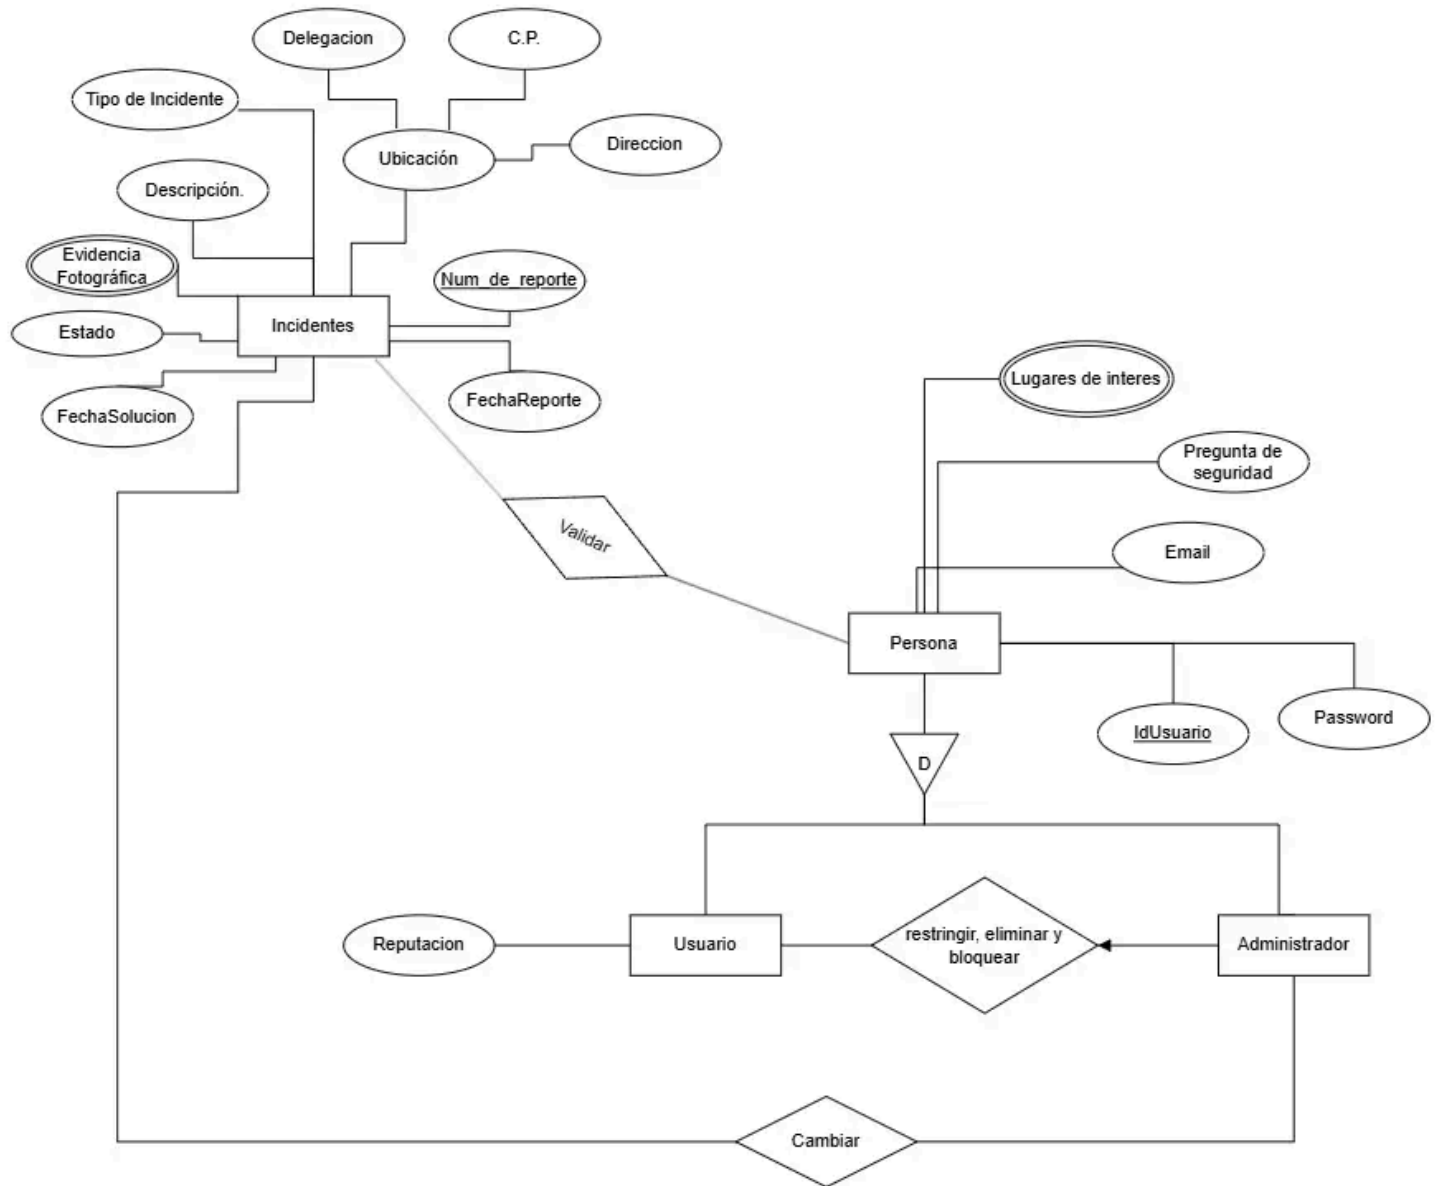 Delegacion
C.P.
Tipo de Incidente
Direccion
Ubicación
Descripción.
Evidencia
Fotográfica
Num_de_reporte
Incidentes
Estado
Lugares de interes
FechaReporte
FechaSolucion
Pregunta de
seguridad
Validar
Email
Persona
Password
IdUsuario
D
restringir, eliminar y
bloquear
Reputacion
Usuario
Administrador
Cambiar